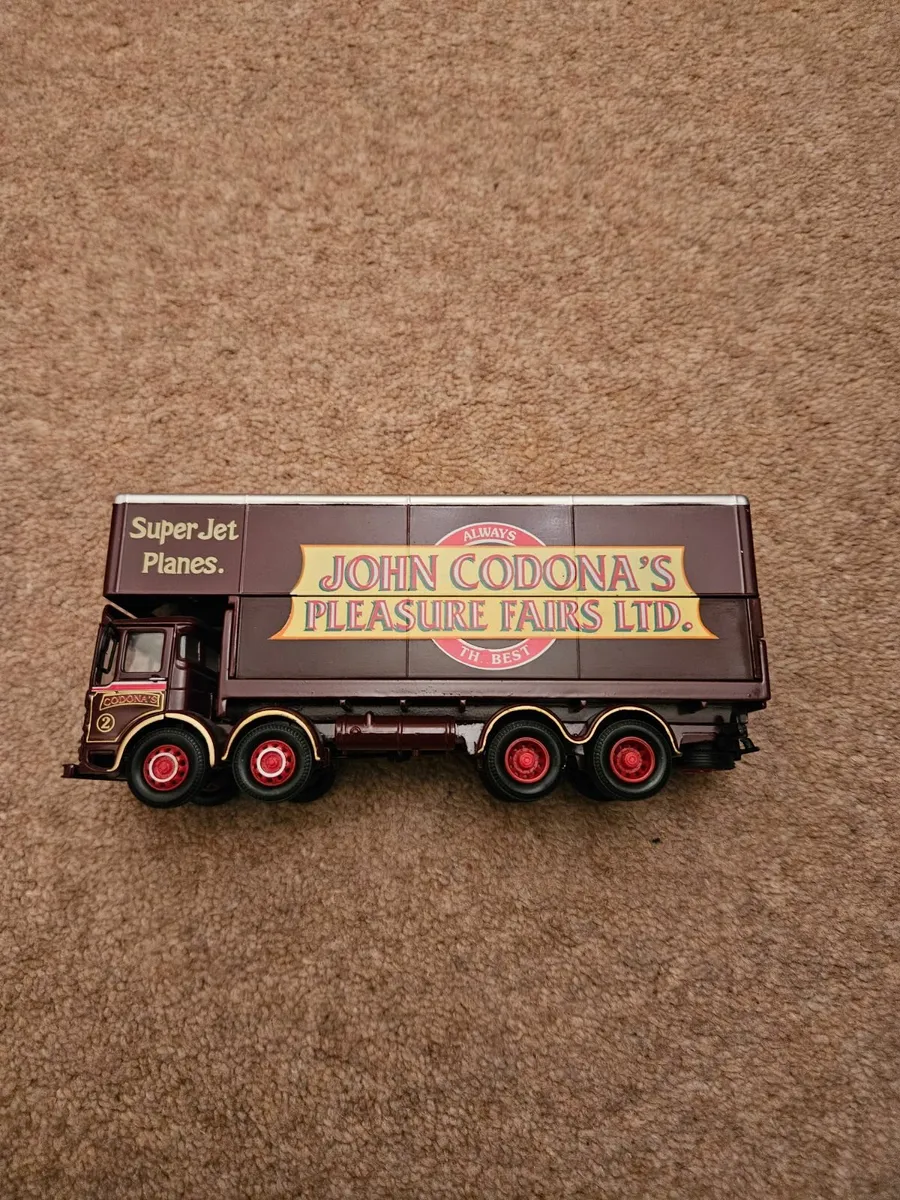 Super Jet
Planes.
ALWAYS
JOHN CODONA'S
PLEASURE FAIRS LTD.
TH BEST
CODONA'S
2